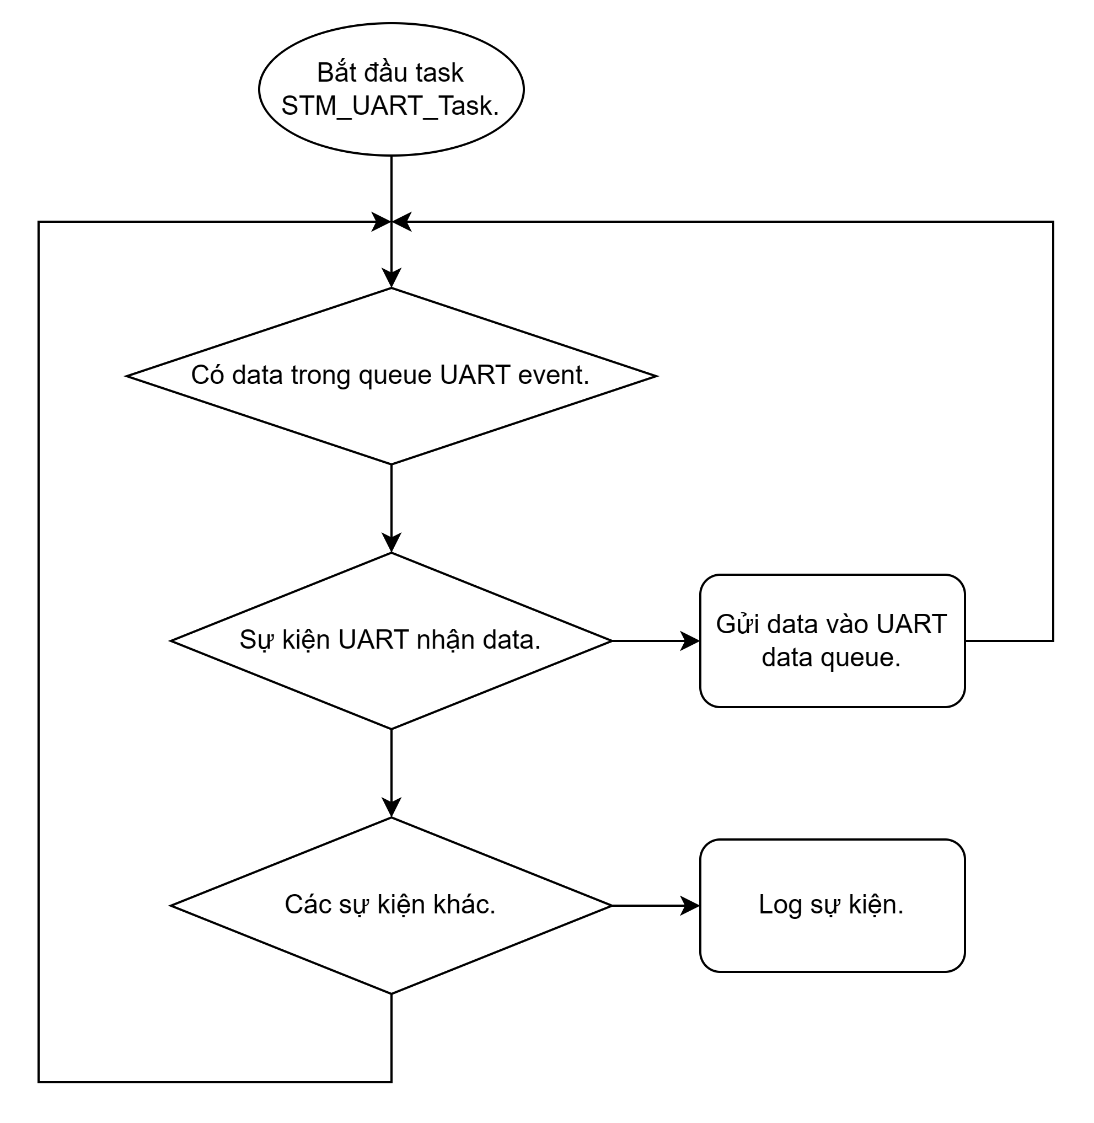 Bắt đầu task
STM_UART_Task.
Có data trong queue UART event.
Sự kiện UART nhận data.
Gửi data vào UART
data queue.
Các sự kiện khác.
Log sự kiện.